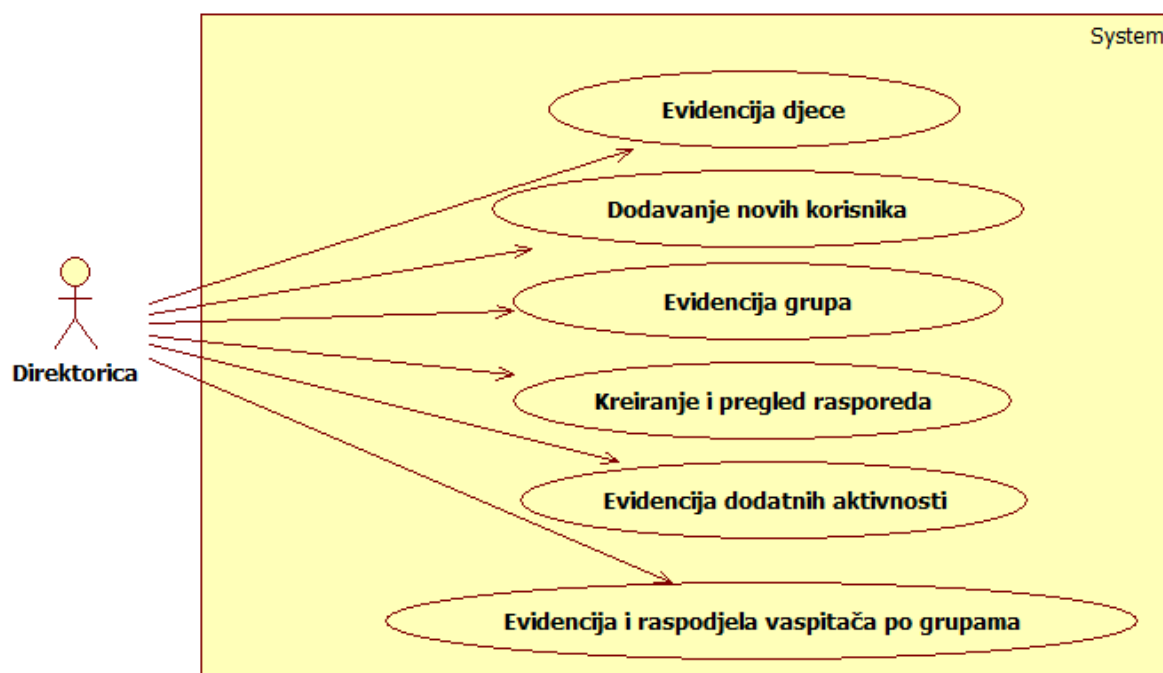 System
Evidencija djece
Dodavanje novih korisnika
Evidencija grupa
Direktorica
Kreiranje i pregled rasporeda
Evidencija dodatnih aktivnosti
Evidencija i raspodjela vaspitača po grupama